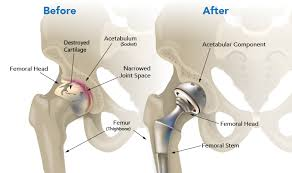 Before
After
Destroyed
Cartilage
Acetabulum
(Socket)
Femoral Head
Narrowed
Joint Space
Femur
(Thighbone)
Acetabular Component
Femoral Head
Femoral Stem